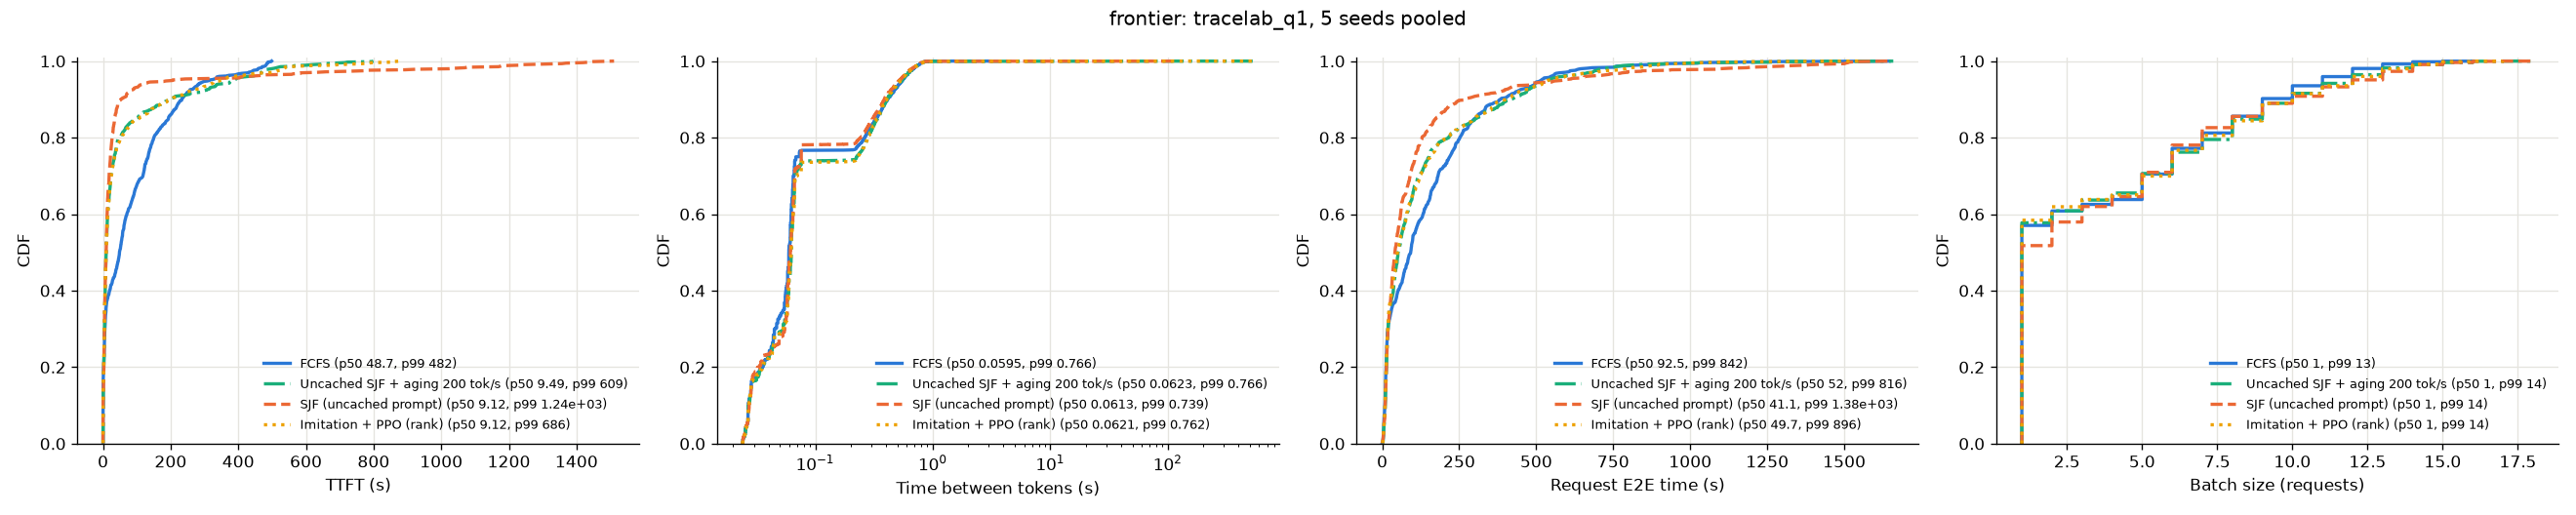 frontier: tracelab_q1, 5 seeds pooled
CDF
1.0
0.8
0.6
0.4
0.2
0.0
FCFS (p50 48.7, p99 482)
Uncached SJF + aging 200 tok/s (p50 9.49, p99 609)
SJF (uncached prompt) (p50 9.12, p99 1.24e+03)
Imitation + PPO (rank) (p50 9.12, p99 686)
0 200 400 600 800 1000 1200 1400
TTFT (s)
CDF
1.0
0.8
0.6
0.4
0.2
0.0
FCFS (p50 0.0595, p99 0.766)
Uncached SJF + aging 200 tok/s (p50 0.0623, p99 0.766)
SJF (uncached prompt) (p50 0.0613, p99 0.739)
Imitation + PPO (rank) (p50 0.0621, p99 0.762)
10⁻¹ 10⁰ 10¹ 10²
Time between tokens (s)
CDF
1.0
0.8
0.6
0.4
0.2
0.0
FCFS (p50 92.5, p99 842)
Uncached SJF + aging 200 tok/s (p50 52, p99 816)
SJF (uncached prompt) (p50 41.1, p99 1.38e+03)
Imitation + PPO (rank) (p50 49.7, p99 896)
0 250 500 750 1000 1250 1500
Request E2E time (s)
CDF
1.0
0.8
0.6
0.4
0.2
0.0
FCFS (p50 1, p99 13)
Uncached SJF + aging 200 tok/s (p50 1, p99 14)
SJF (uncached prompt) (p50 1, p99 14)
Imitation + PPO (rank) (p50 1, p99 14)
2.5 5.0 7.5 10.0 12.5 15.0 17.5
Batch size (requests)